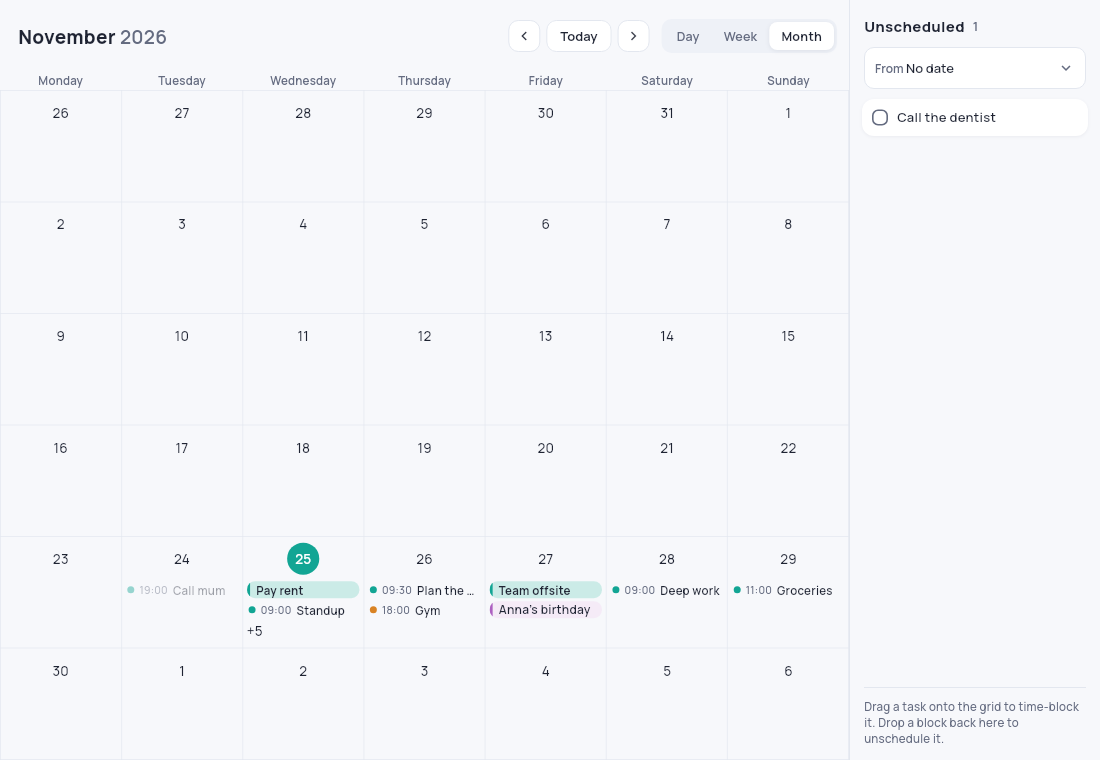 November 2026
Today
Day Week Month
Monday Tuesday Wednesday Thursday Friday Saturday Sunday
26 27 28 29 30 31 1
2 3 4 5 6 7 8
9 10 11 12 13 14 15
16 17 18 19 20 21 22
23 24 25 26 27 28 29
19:00 Call mum
Pay rent
09:00 Standup
+5
09:30 Plan the ...
18:00 Gym
Team offsite
Anna's birthday
09:00 Deep work
11:00 Groceries
30 1 2 3 4 5 6
Unscheduled 1
From No date
Call the dentist
Drag a task onto the grid to time-block
it. Drop a block back here to
unschedule it.